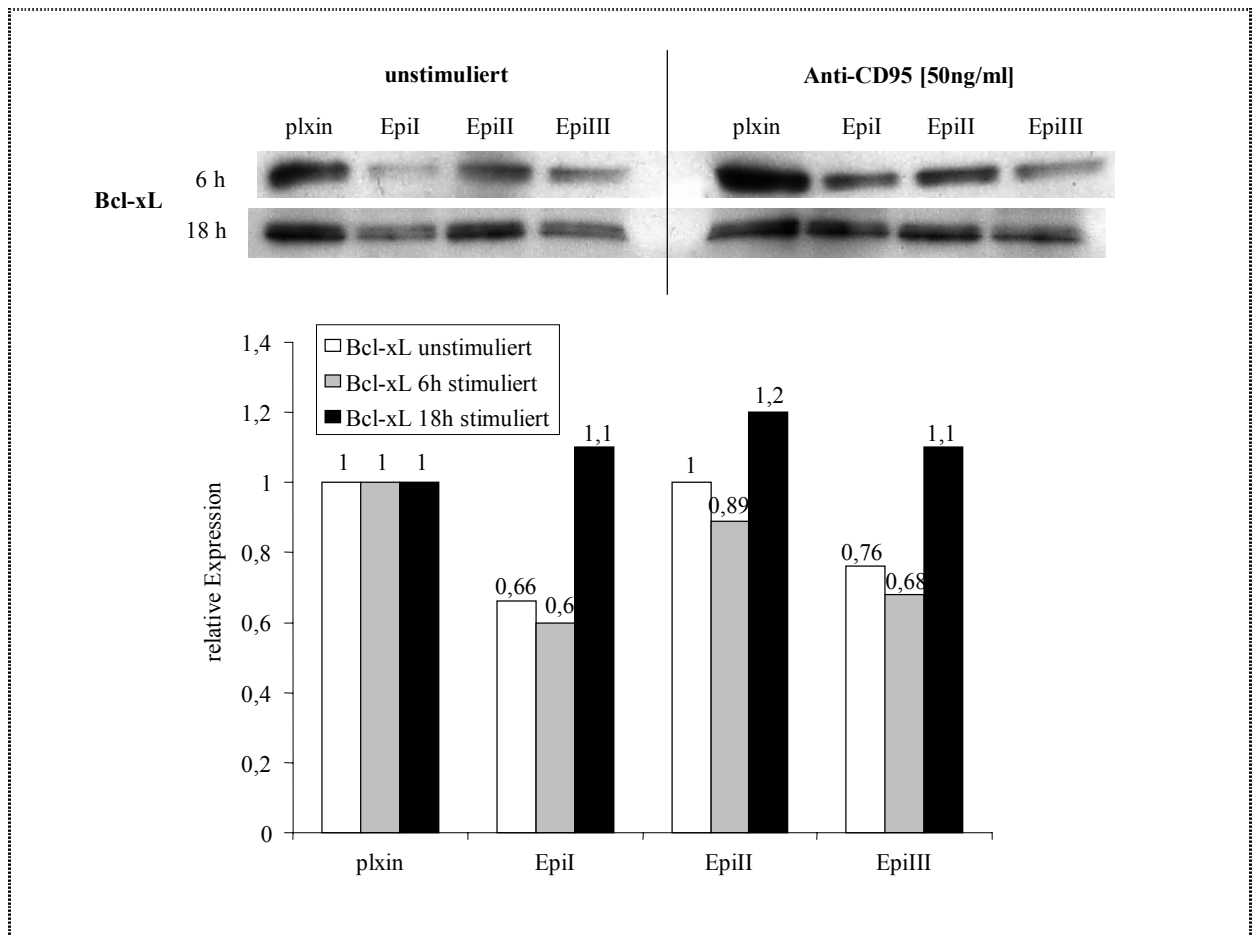 unstimuliert Anti-CD95 [50ng/ml]
plxin EpiI EpiII EpiIII plxin EpiI EpiII EpiIII
6 h
Bcl-xL
18 h
Bcl-xL unstimuliert
Bcl-xL 6h stimuliert
Bcl-xL 18h stimuliert
relative Expression
1,4
1,2
1
0,8
0,6
0,4
0,2
0
1 1 1
0,66 0,6 1,1
1 0,89 1,2
0,76 0,68 1,1
plxin EpiI EpiII EpiIII